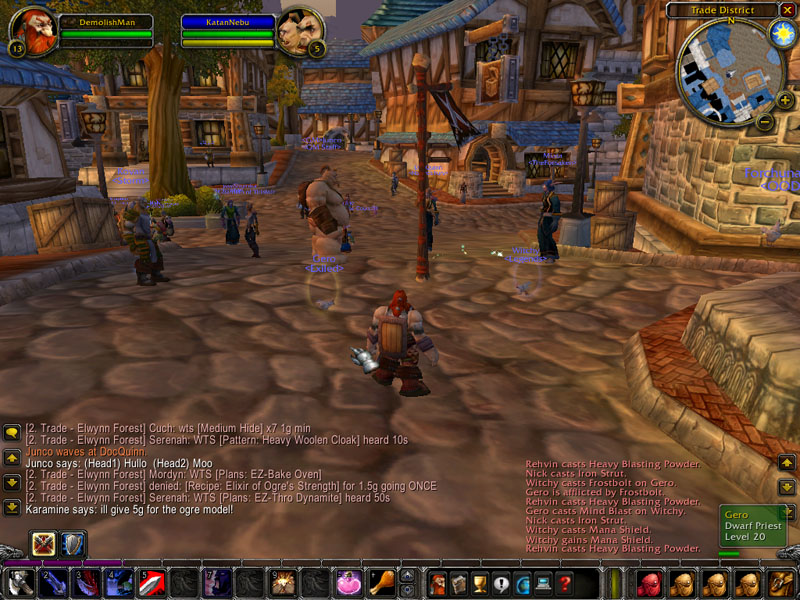 DemolishMan
13
KatanNebu
5
Trade District
N
Gero
<Exiled>
[2. Trade - Elwynn Forest] Cuch: wts [Medium Hide] x7 1g min
[2. Trade - Elwynn Forest] Serenah: WTS [Pattern: Heavy Woolen Cloak] heard 10s
Junco waves at DocQuinn.
Junco says: (Head1) Hullo (Head2) Moo
[2. Trade - Elwynn Forest] Mordyn: WTS [Plans: EZ-Bake Oven]
[2. Trade - Elwynn Forest] denied: [Recipe: Elixir of Ogre's Strength] for 1.5g going ONCE
[2. Trade - Elwynn Forest] Serenah: WTS [Plans: EZ-Thro Dynamite] heard 50s
Karamine says: ill give 5g for the ogre model!
Rehvin casts Heavy Blasting Powder.
Nick casts Iron Strut.
Witchy casts Frostbolt on Gero.
Gero is afflicted by Frostbolt.
Rehvin casts Heavy Blasting Powder.
Gero casts Mind Blast on Witchy.
Nick casts Iron Strut.
Witchy casts Mana Shield.
Witchy gains Mana Shield.
Rehvin casts Heavy Blasting Powder.
Gero
Dwarf Priest
Level 20